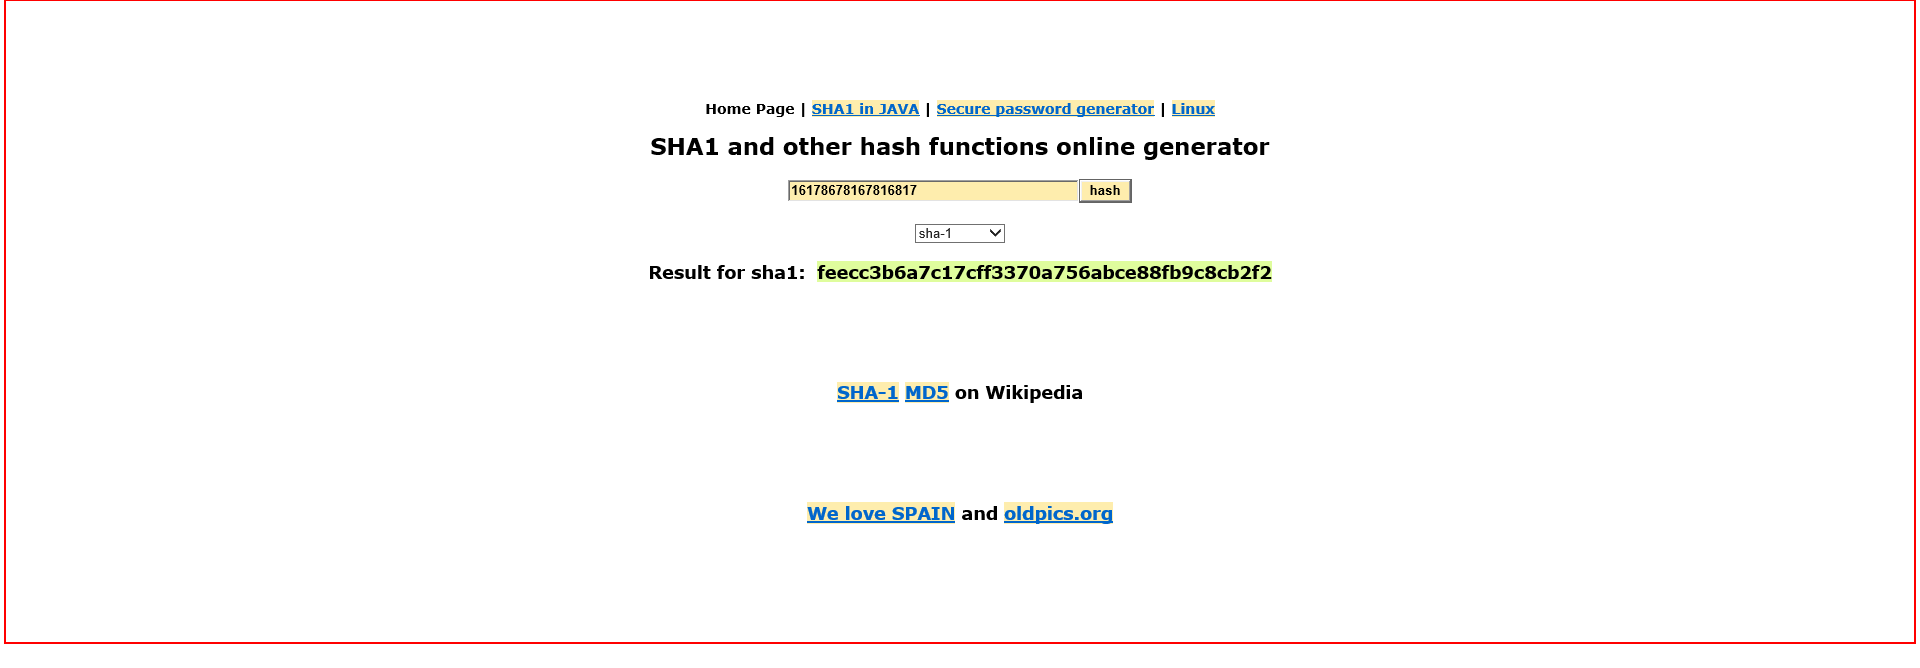 Home Page | SHA1 in JAVA | Secure password generator | Linux
SHA1 and other hash functions online generator
16178678167816817 hash
sha-1
Result for sha1: feecc3b6a7c17cff3370a756abce88fb9c8cb2f2
SHA-1 MD5 on Wikipedia
We love SPAIN and oldpics.org